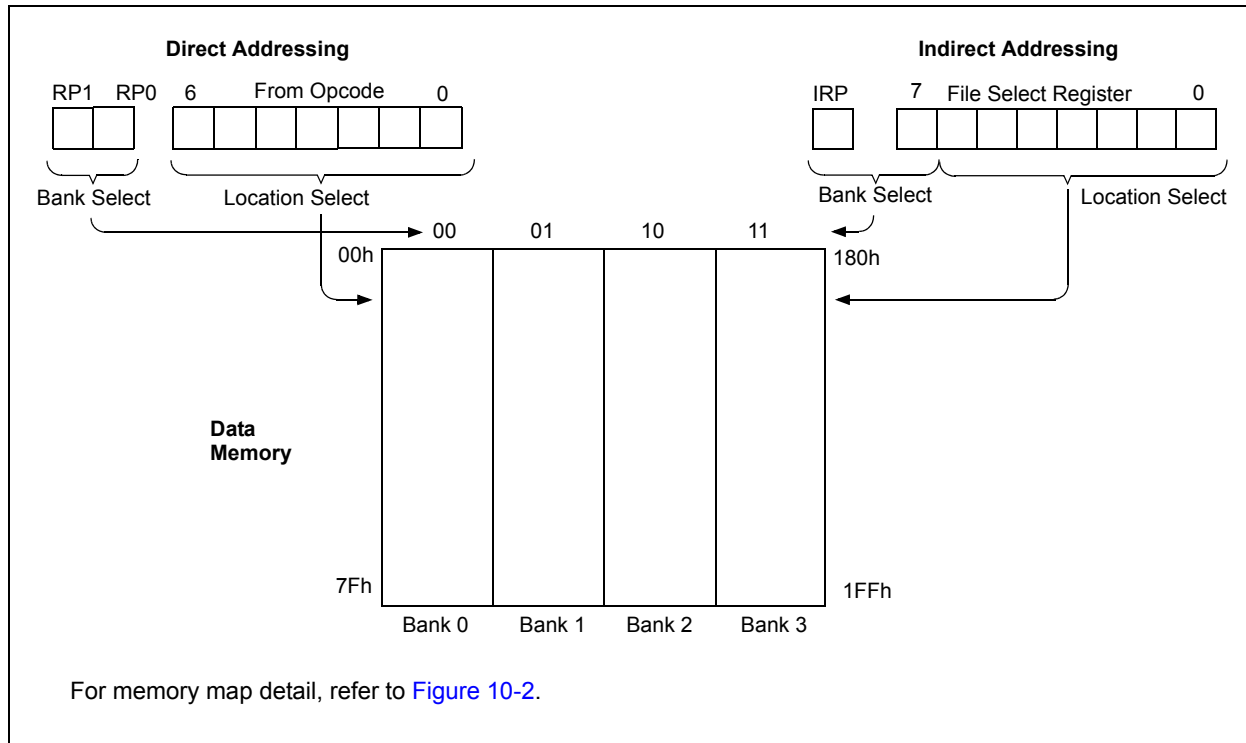 Direct Addressing
Indirect Addressing
RP1 RP0 6 From Opcode 0
IRP 7 File Select Register 0
Bank Select Location Select
Bank Select Location Select
00 01 10 11
00h 180h
Data
Memory
7Fh 1FFh
Bank 0 Bank 1 Bank 2 Bank 3
For memory map detail, refer to Figure 10-2.